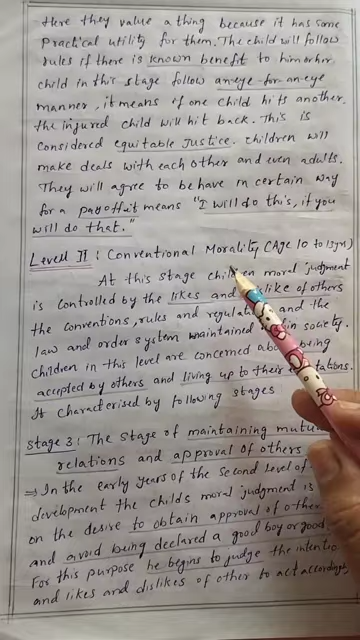 Here they value a thing because it has some
Practical utility for them. The child will follow
rules if there is known benefit to him or her
child in this stage follow an eye for an eye
manner, it means if one child hits another.
the injured child will hit back. This is
considered equitable Justice. children will
make deals with each other and even adults.
They will agree to behave in certain way
for a payoff it means "I will do this, if you
will do that."
Level II : Conventional Morality (Age 10 to 13yr)
At this stage children moral judgment
is controlled by the likes and dislike of others
the conventions, rules and regulation and the
law and order system maintained within society.
Children in this level are concerned about being
accepted by others and living up to their
It characterised by following stages
Stage 3: The stage of maintaining mutual
relations and approval of others
⇒ In the early years of the second level of
development the childs moral judgment is
on the desire to obtain approval of other
and avoid being declared a good boy or good
For this purpose he begins to judge the intentio
and likes and dislikes of other to act accordingly